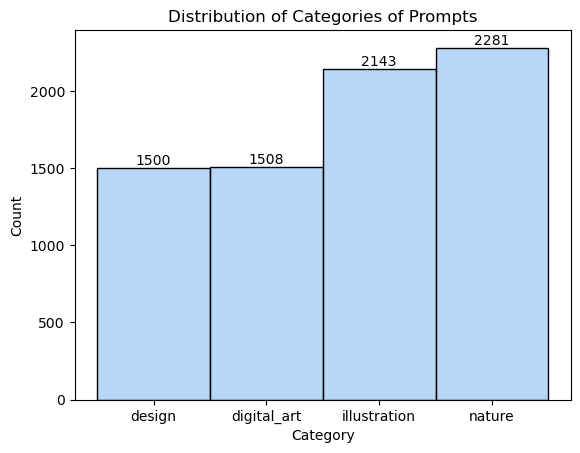 Distribution of Categories of Prompts
2281
2143
1500
1508
2000
1500
1000
500
0
Count
design
digital_art
illustration
nature
Category